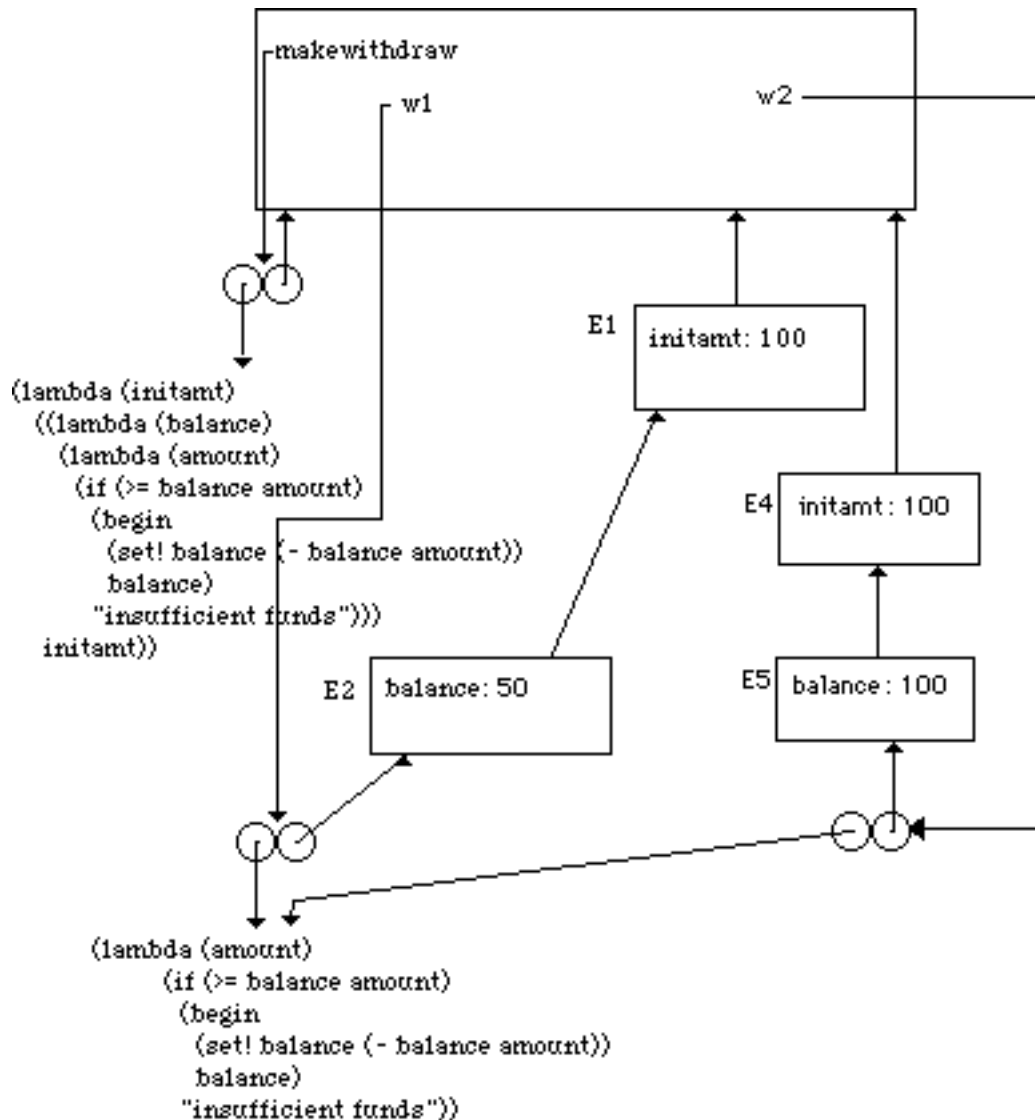 makewithdraw
w1
w2
E1
initamt: 100
(lambda (initamt)
((lambda (balance)
(lambda (amount)
(if (>= balance amount)
(begin
(set! balance (- balance amount))
balance)
"insufficient funds")))
initamt))
E4
initamt: 100
E2
balance: 50
E5
balance: 100
(lambda (amount)
(if (>= balance amount)
(begin
(set! balance (- balance amount))
balance)
"insufficient funds"))